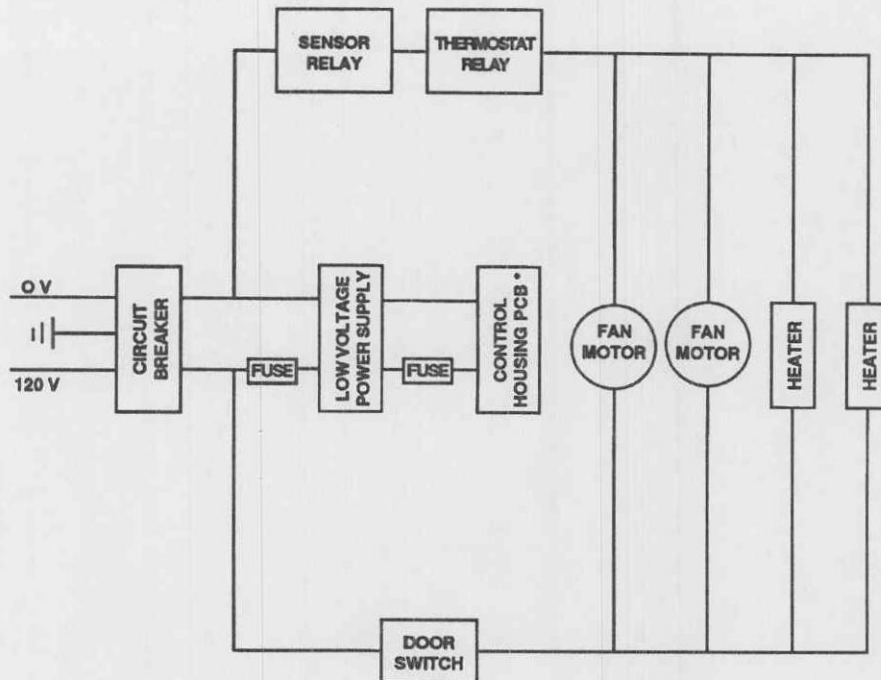 SENSOR
RELAY
THERMOSTAT
RELAY
O V
120 V
CIRCUIT
BREAKER
FUSE
LOW VOLTAGE
POWER SUPPLY
FUSE
CONTROL
HOUSING PCB *
FAN
MOTOR
FAN
MOTOR
HEATER
HEATER
DOOR
SWITCH